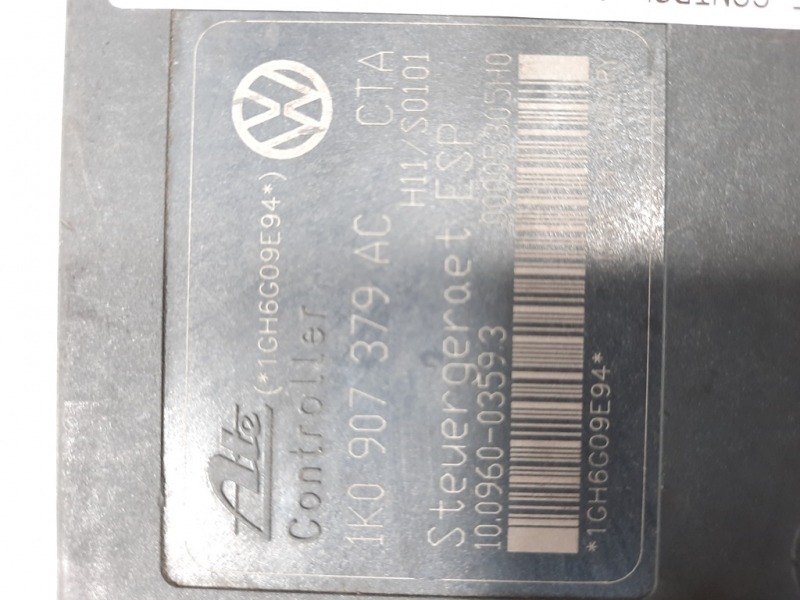 Ate (*1GH6G09E94*)
Controller
1K0 907 379 AC CTA
H11/S0101
Steuergeraet ESP
10.0960-0359.3
*1GH6G09E94*